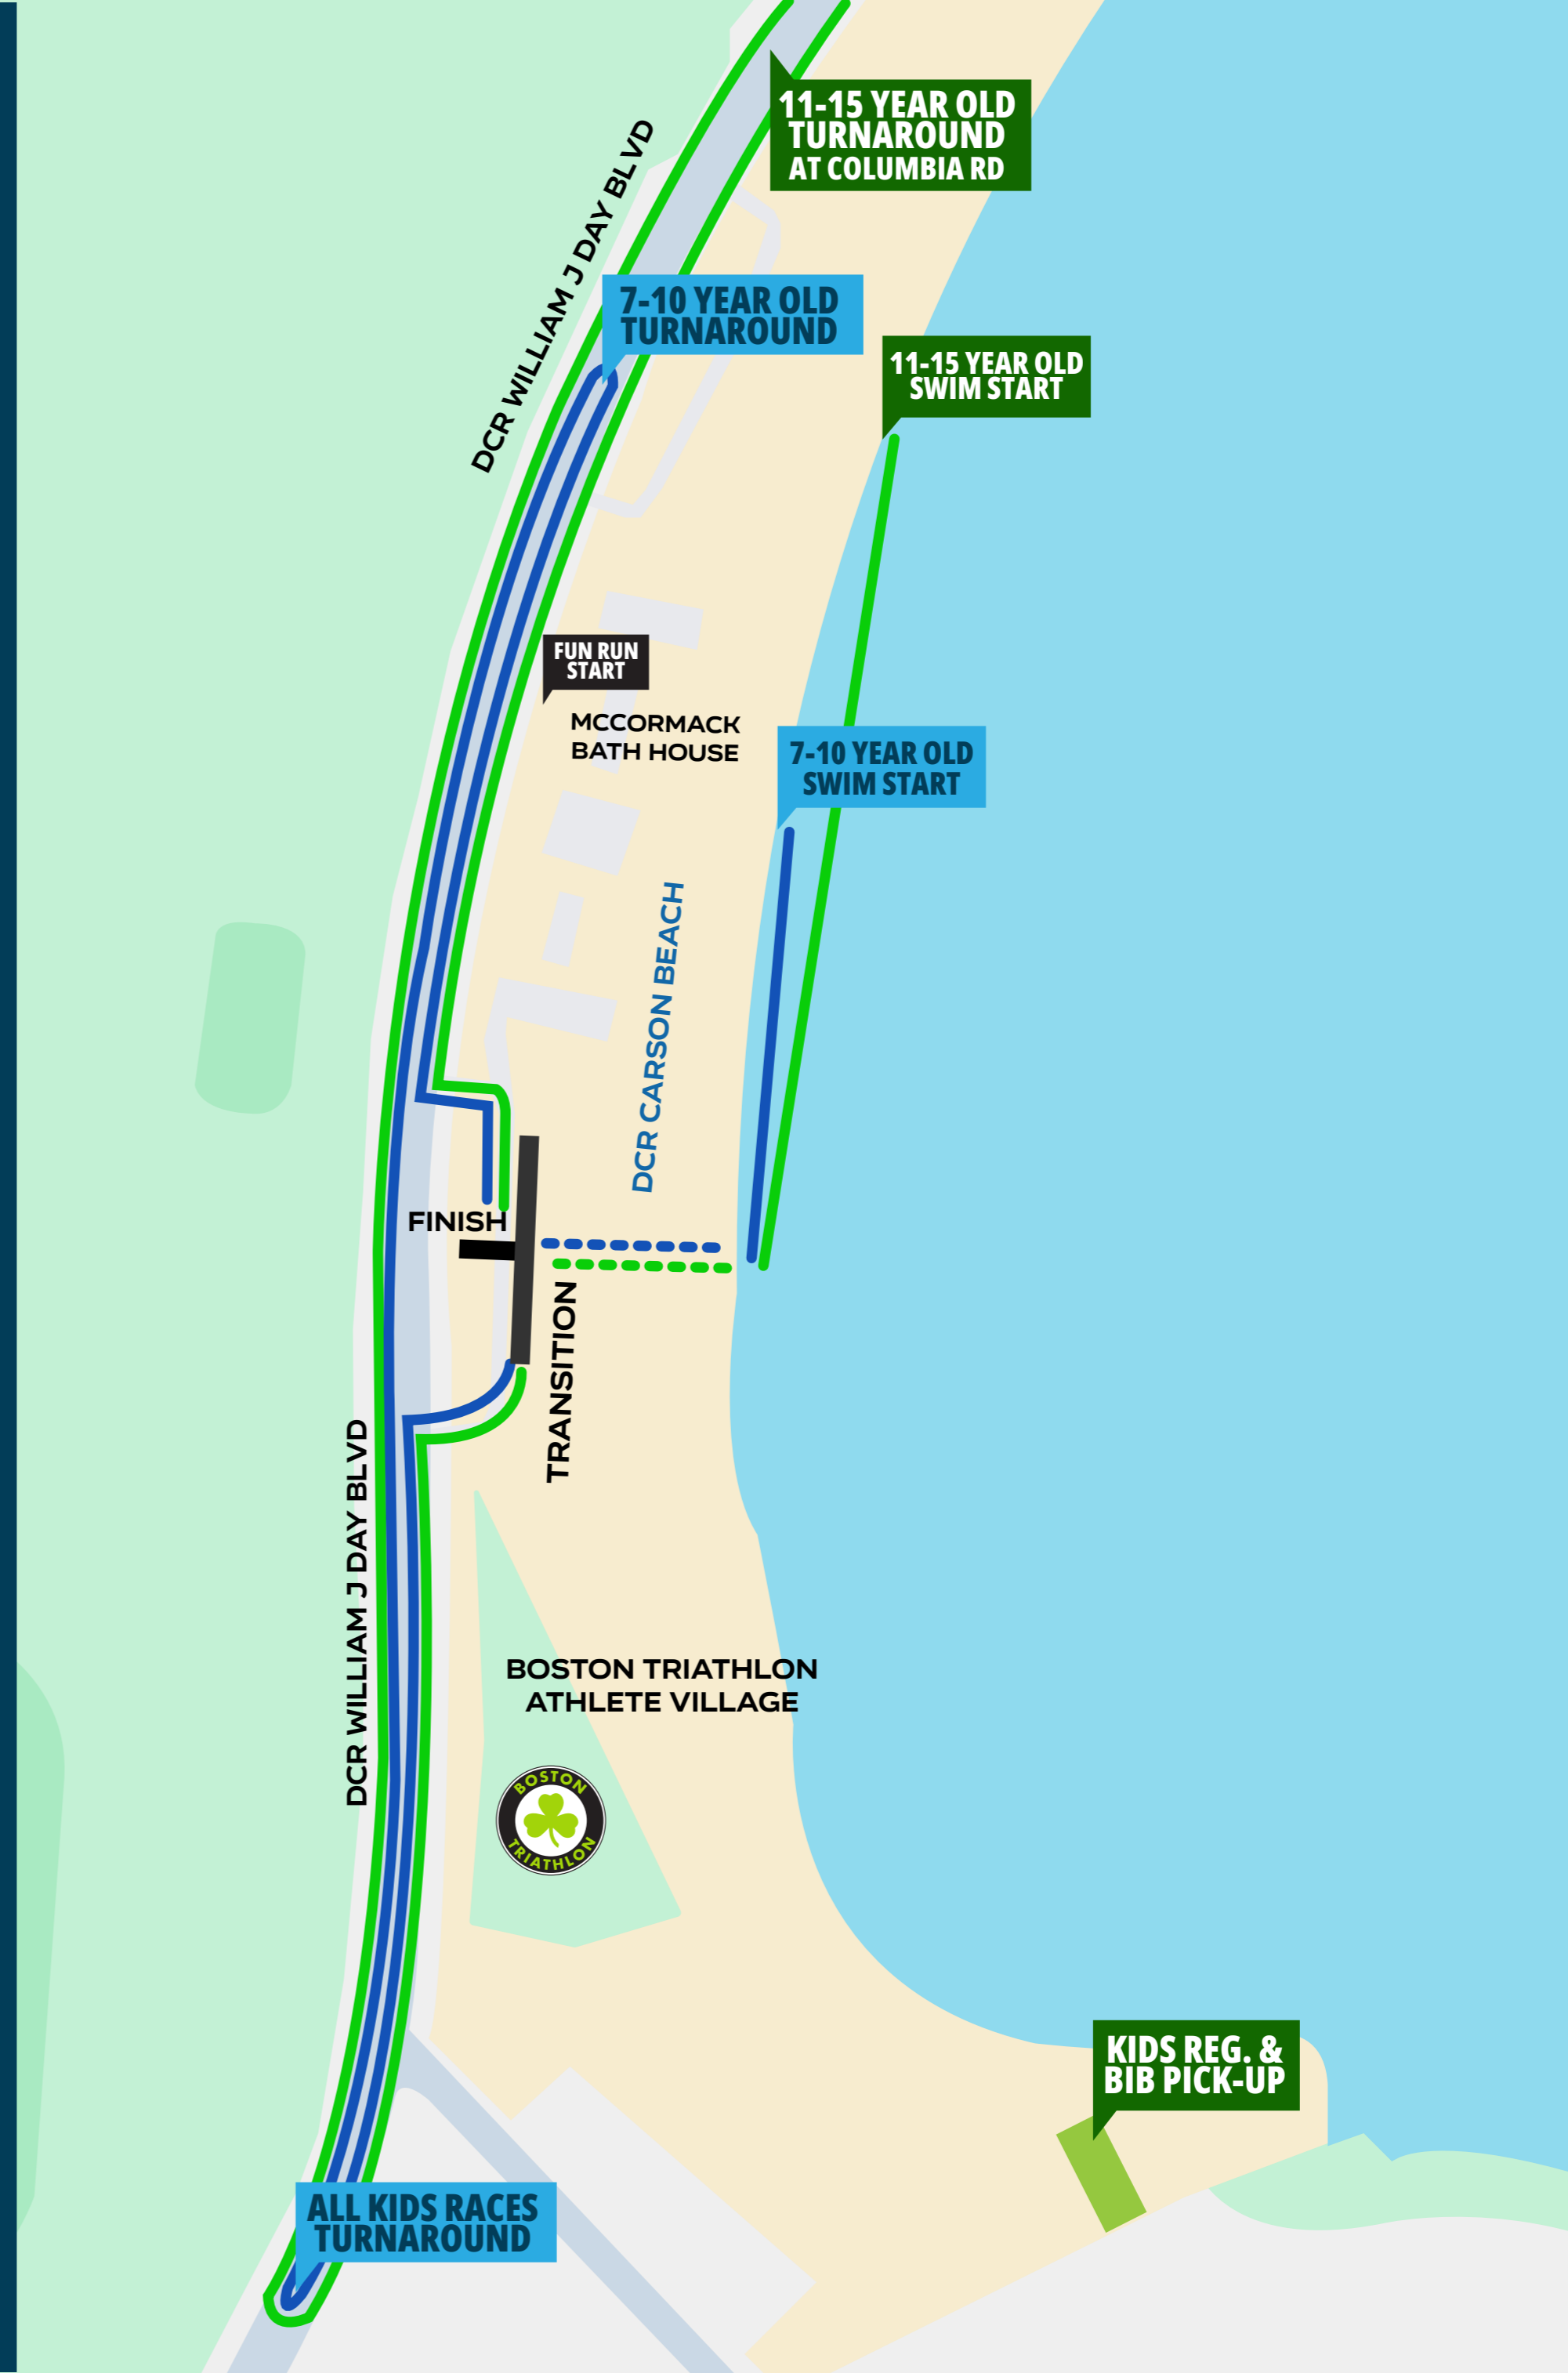 11-15 YEAR OLD
TURNAROUND
AT COLUMBIA RD
DCR WILLIAM J DAY BLVD
7-10 YEAR OLD
TURNAROUND
11-15 YEAR OLD
SWIM START
FUN RUN
START
MCCORMACK
BATH HOUSE
7-10 YEAR OLD
SWIM START
DCR CARSON BEACH
FINISH
TRANSITION
DCR WILLIAM J DAY BLVD
BOSTON TRIATHLON
ATHLETE VILLAGE
BOSTON
TRIATHLON
KIDS REG. &
BIB PICK-UP
ALL KIDS RACES
TURNAROUND